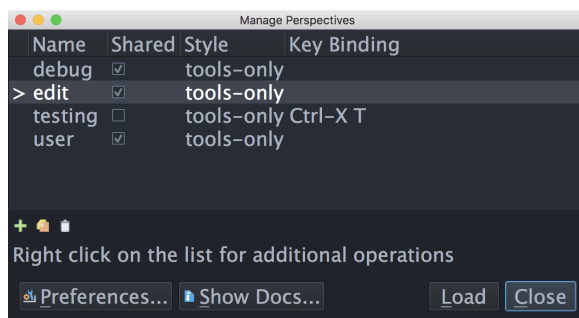 Manage Perspectives
Name Shared Style Key Binding
debug tools-only
> edit tools-only
testing tools-only Ctrl-X T
user tools-only
Right click on the list for additional operations
Preferences... Show Docs... Load Close